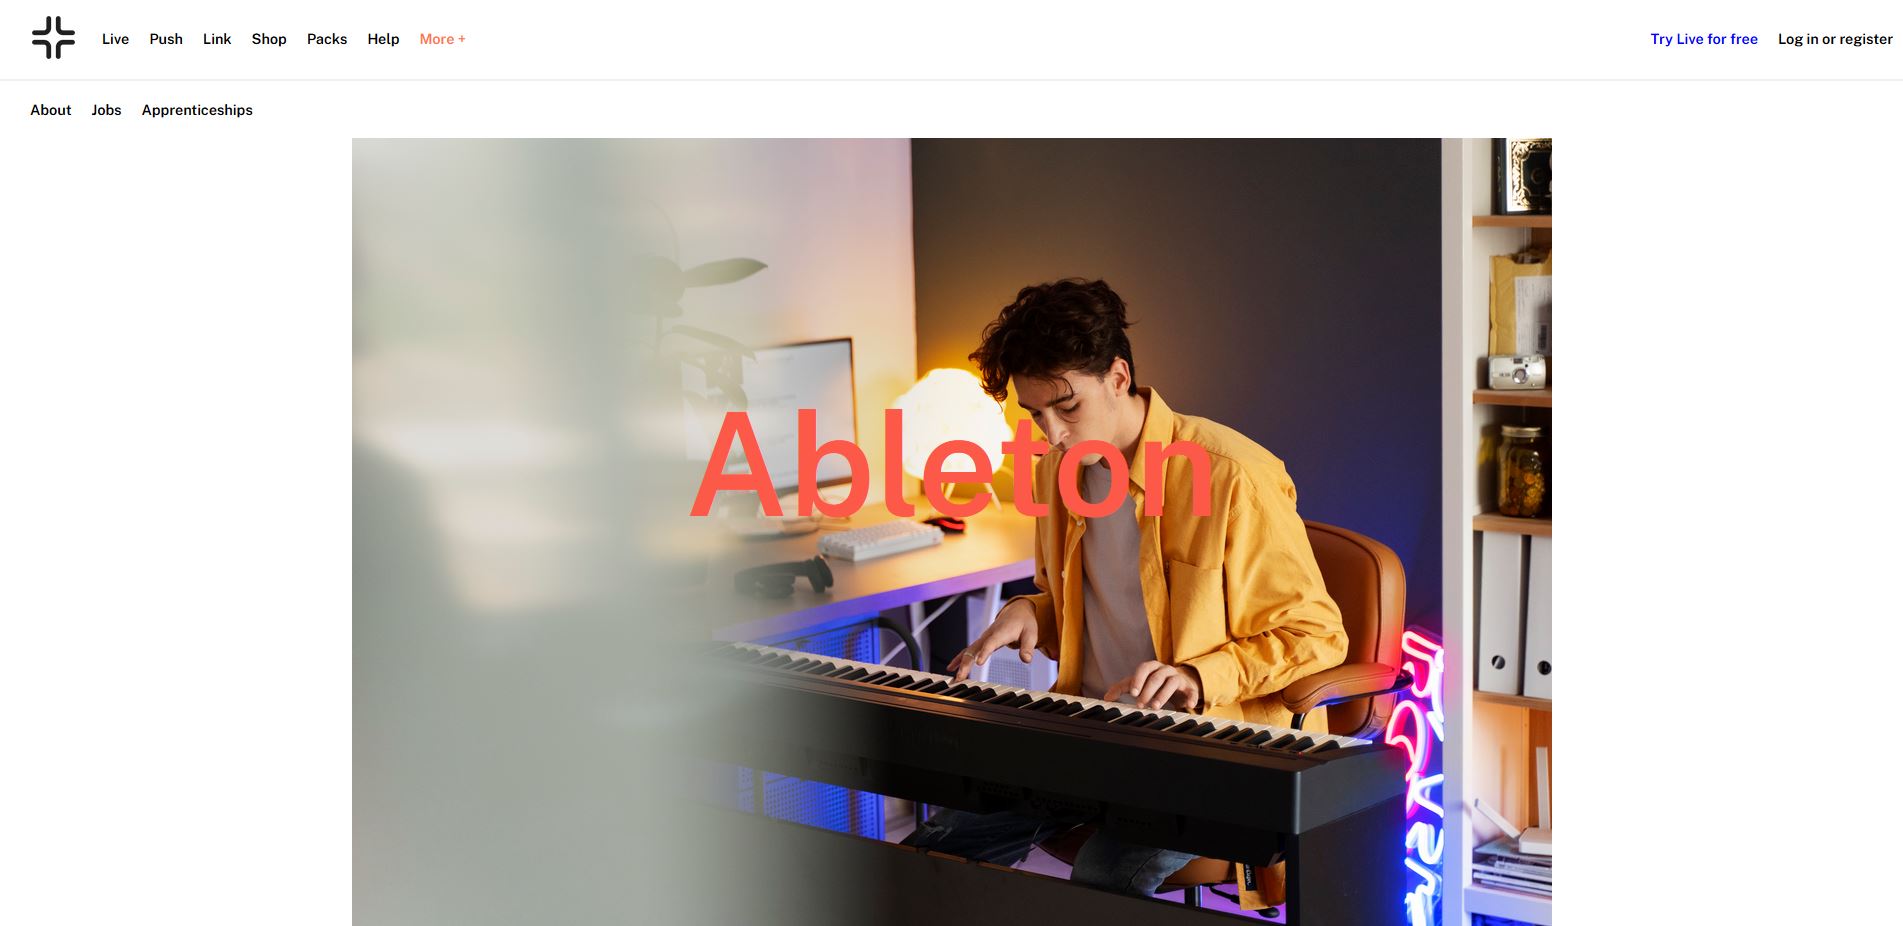 Live Push Link Shop Packs Help More + Try Live for free Log in or register
About Jobs Apprenticeships
Ableton